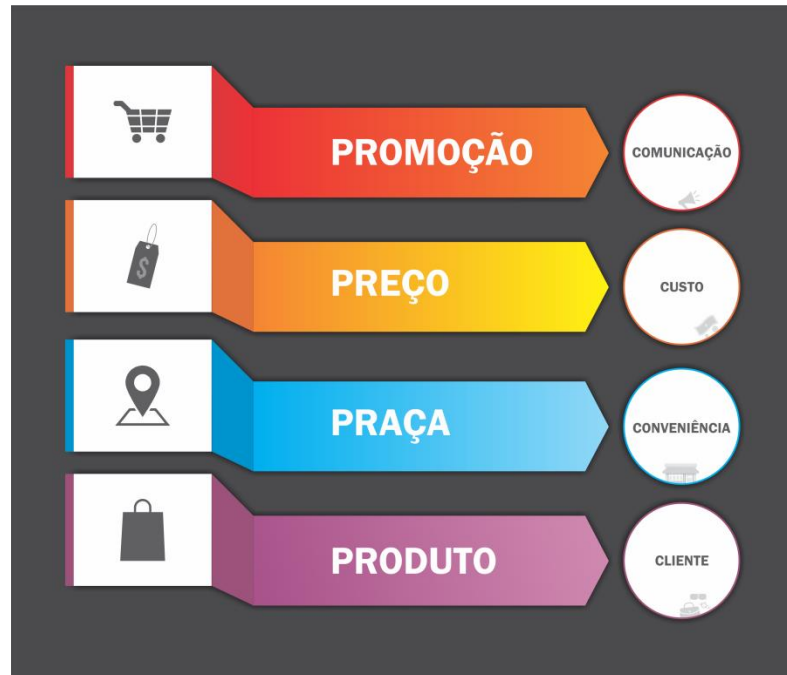 PROMOÇÃO
COMUNICAÇÃO
$
PREÇO
CUSTO
PRAÇA
CONVENIÊNCIA
PRODUTO
CLIENTE